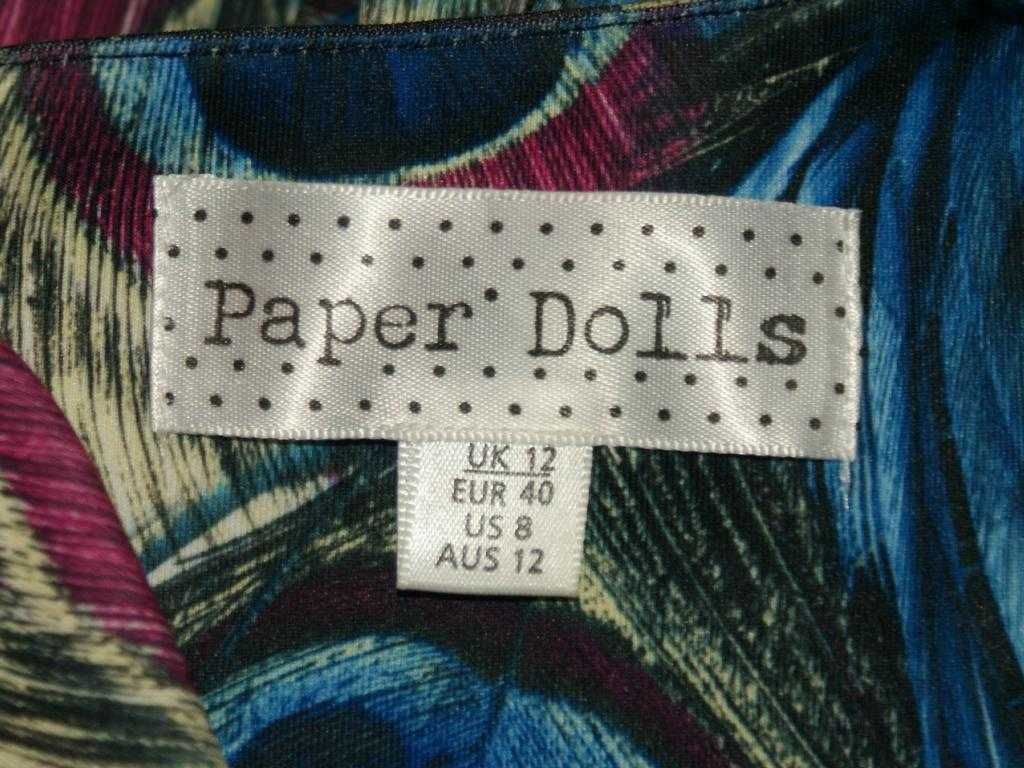 Paper Dolls
UK 12
EUR 40
US 8
AUS 12